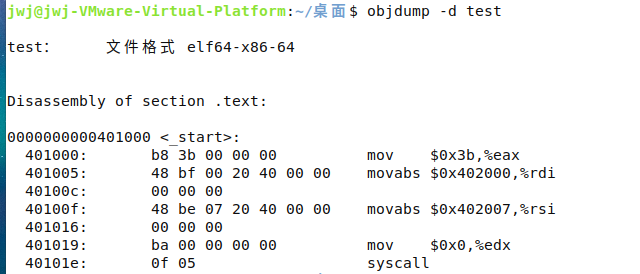 jwj@jwj-VMware-Virtual-Platform:~/桌面$ objdump -d test
test:     文件格式 elf64-x86-64
Disassembly of section .text:
0000000000401000 <_start>:
  401000:	b8 3b 00 00 00       	mov    $0x3b,%eax
  401005:	48 bf 00 20 40 00 00 	movabs $0x402000,%rdi
  40100c:	00 00 00
  40100f:	48 be 07 20 40 00 00 	movabs $0x402007,%rsi
  401016:	00 00 00
  401019:	ba 00 00 00 00       	mov    $0x0,%edx
  40101e:	0f 05                	syscall